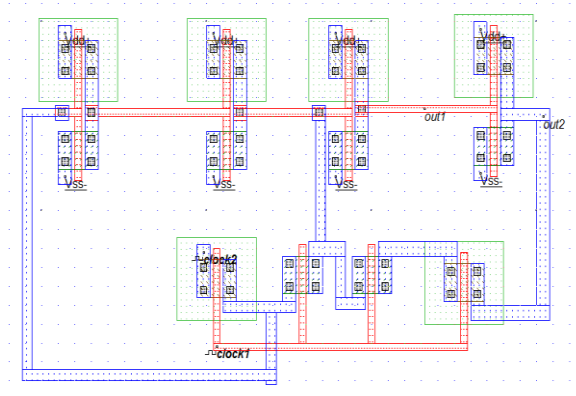 Vdd+ Vdd+ Vdd+ Vdd+
out1
out2
Vss- Vss- Vss- Vss-
clock2
clock1